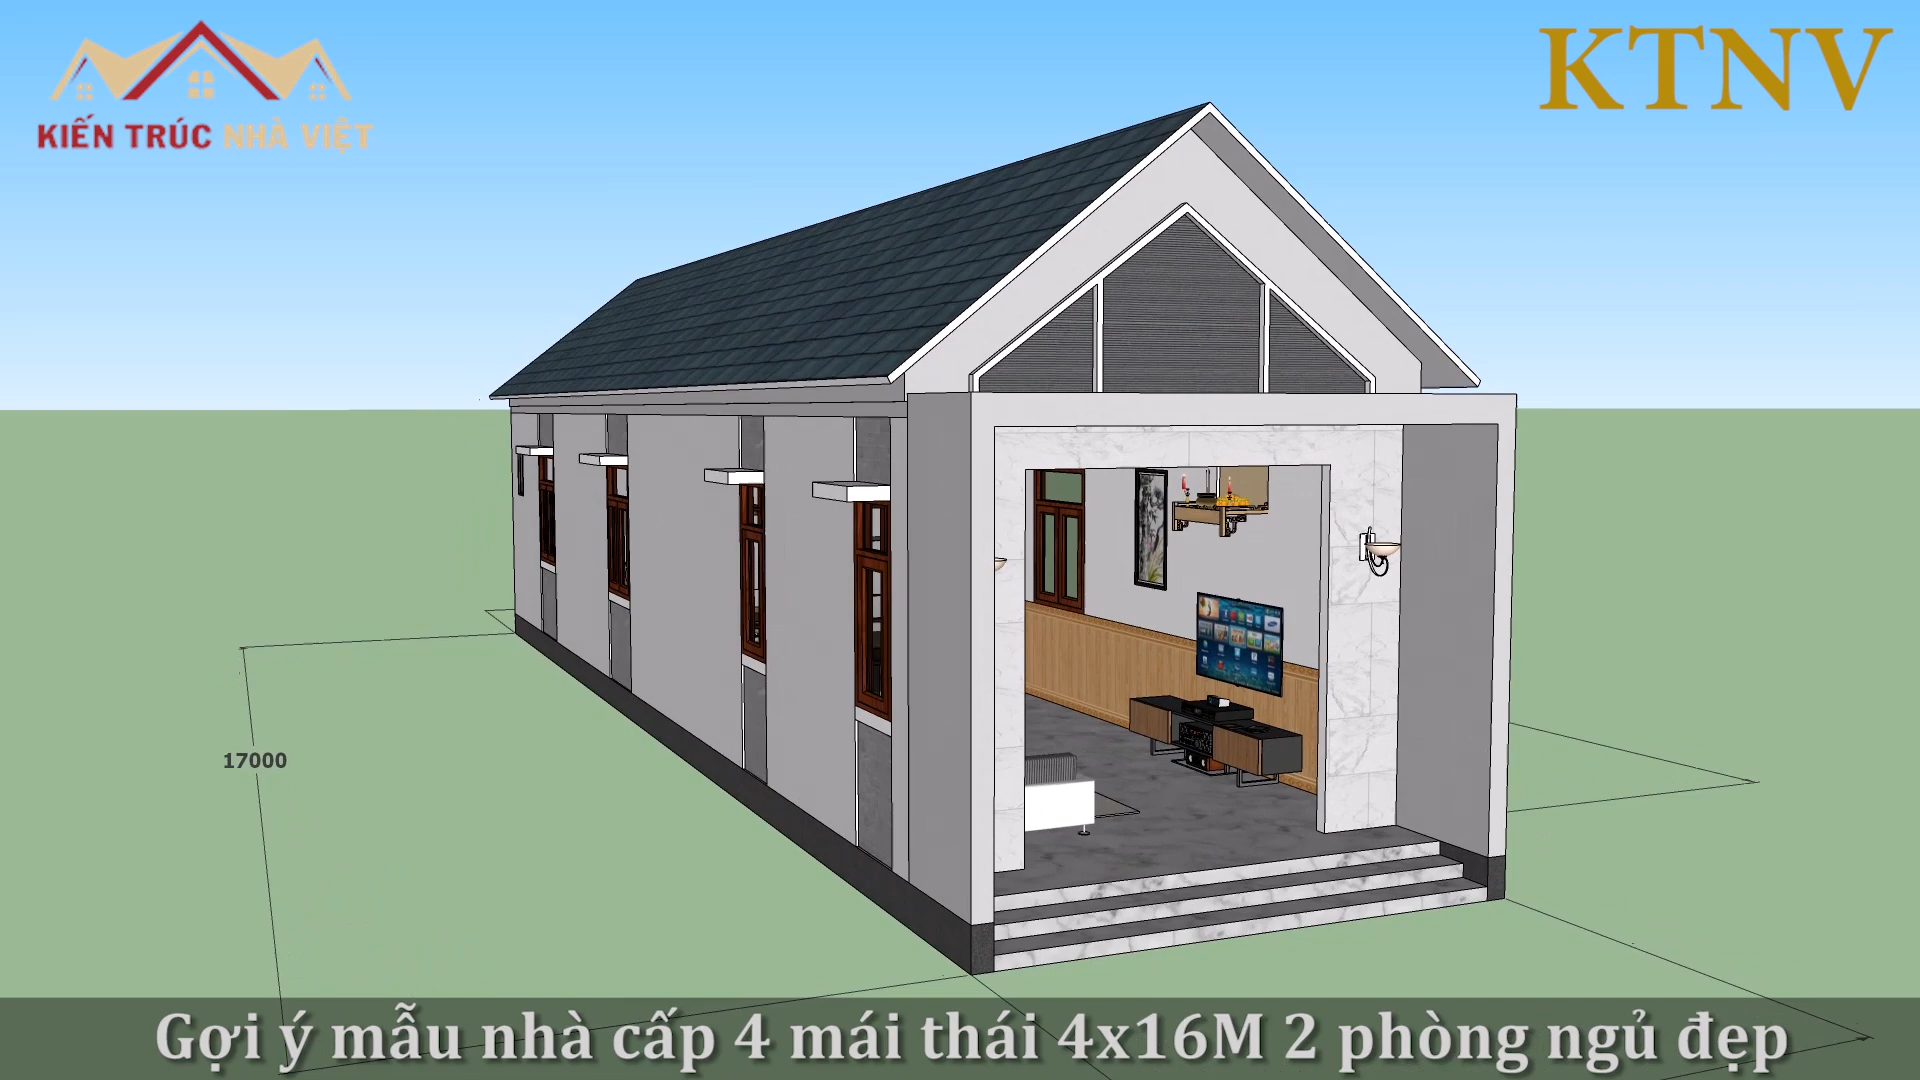 KTNV
KIẾN TRÚC NHÀ VIỆT
17000
Gợi ý mẫu nhà cấp 4 mái thái 4x16M 2 phòng ngủ đẹp